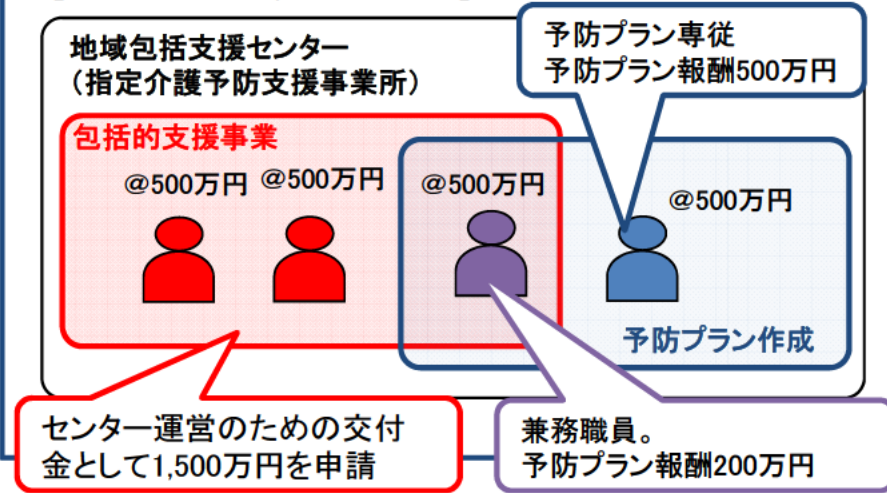 地域包括支援センター
（指定介護予防支援事業所）
予防プラン専従
予防プラン報酬500万円
包括的支援事業
＠500万円
＠500万円
＠500万円
＠500万円
予防プラン作成
センター運営のための交付
金として1,500万円を申請
兼務職員。
予防プラン報酬200万円